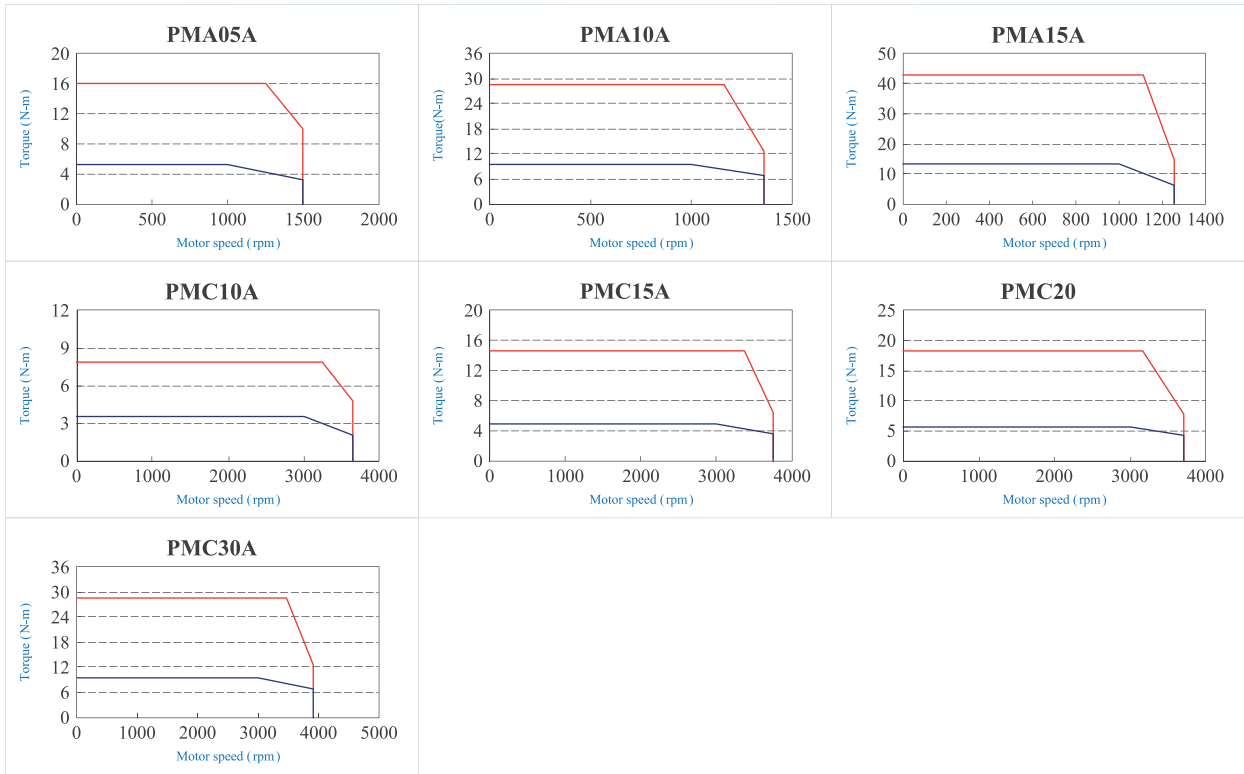 PMA05A
20
16
12
8
4
0
Torque ( N-m )
0 500 1000 1500 2000
Motor speed ( rpm )
PMA10A
36
30
24
18
12
6
0
Torque(N-m)
0 500 1000 1500
Motor speed ( rpm )
PMA15A
50
40
30
20
10
0
Torque ( N-m )
0 200 400 600 800 1000 1200 1400
Motor speed ( rpm )
PMC10A
12
9
6
3
0
Torque ( N-m )
0 1000 2000 3000 4000
Motor speed ( rpm )
PMC15A
20
16
12
8
4
0
Torque ( N-m )
0 1000 2000 3000 4000
Motor speed ( rpm )
PMC20
25
20
15
10
5
0
Torque ( N-m )
0 1000 2000 3000 4000
Motor speed ( rpm )
PMC30A
36
30
24
18
12
6
0
Torque ( N-m )
0 1000 2000 3000 4000 5000
Motor speed ( rpm )